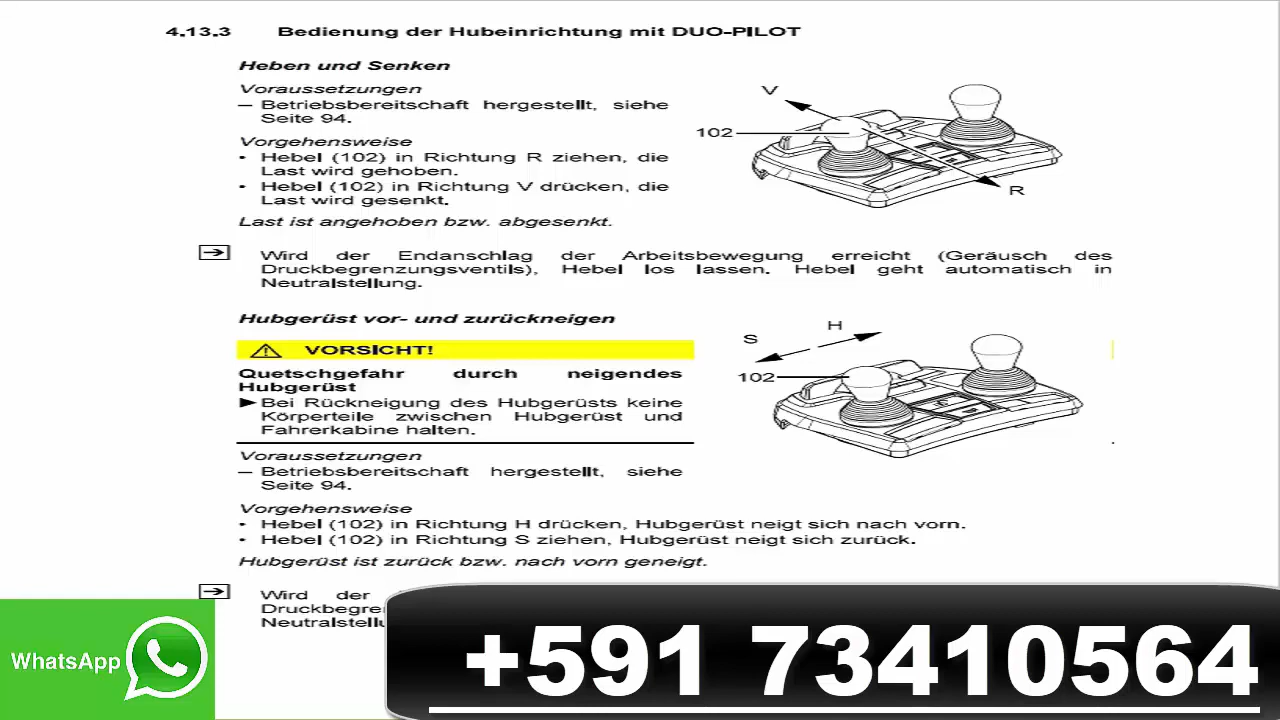 4.13.3 Bedienung der Hubeinrichtung mit DUO-PILOT
Heben und Senken
Voraussetzungen
– Betriebsbereitschaft hergestellt, siehe
Seite 94.
Vorgehensweise
• Hebel (102) in Richtung R ziehen, die
Last wird gehoben.
• Hebel (102) in Richtung V drücken, die
Last wird gesenkt.
Last ist angehoben bzw. abgesenkt.
V
102
R
Wird der Endanschlag der Arbeitsbewegung erreicht (Geräusch des
Druckbegrenzungsventils), Hebel los lassen. Hebel geht automatisch in
Neutralstellung.
Hubgerüst vor- und zurückneigen
VORSICHT!
Quetschgefahr durch neigendes
Hubgerüst
Bei Rückneigung des Hubgerüsts keine
Körperteile zwischen Hubgerüst und
Fahrerkabine halten.
H
S
102
Voraussetzungen
– Betriebsbereitschaft hergestellt, siehe
Seite 94.
Vorgehensweise
• Hebel (102) in Richtung H drücken, Hubgerüst neigt sich nach vorn.
• Hebel (102) in Richtung S ziehen, Hubgerüst neigt sich zurück.
Hubgerüst ist zurück bzw. nach vorn geneigt.
Wird der
WhatsApp
+591 73410564